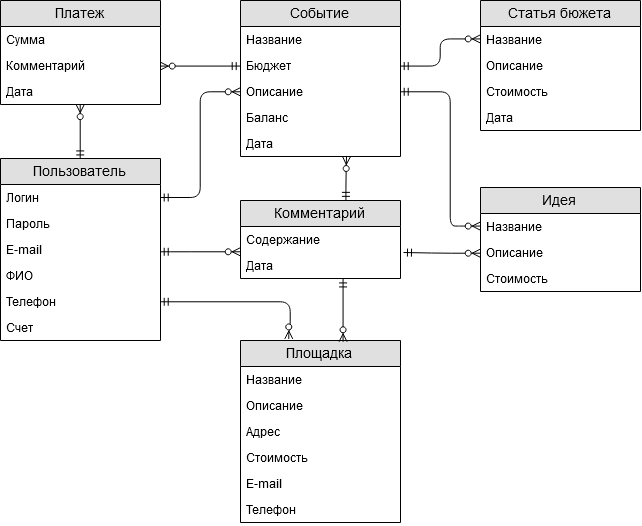 Платеж
Сумма
Комментарий
Дата
Событие
Название
Бюджет
Описание
Баланс
Дата
Статья бюжета
Название
Описание
Стоимость
Дата
Пользователь
Логин
Пароль
E-mail
ФИО
Телефон
Счет
Комментарий
Содержание
Дата
Идея
Название
Описание
Стоимость
Площадка
Название
Описание
Адрес
Стоимость
E-mail
Телефон